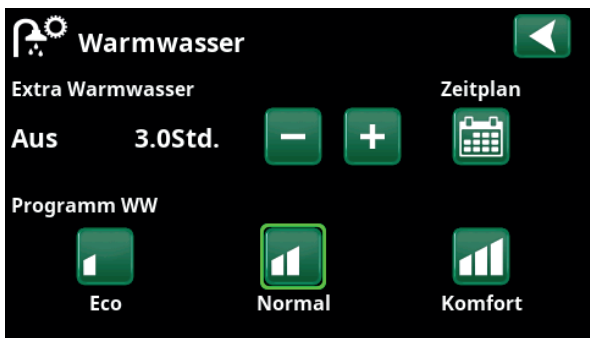 Warmwasser
Extra Warmwasser Zeitplan
Aus 3.0Std. − +
Programm WW
Eco Normal Komfort